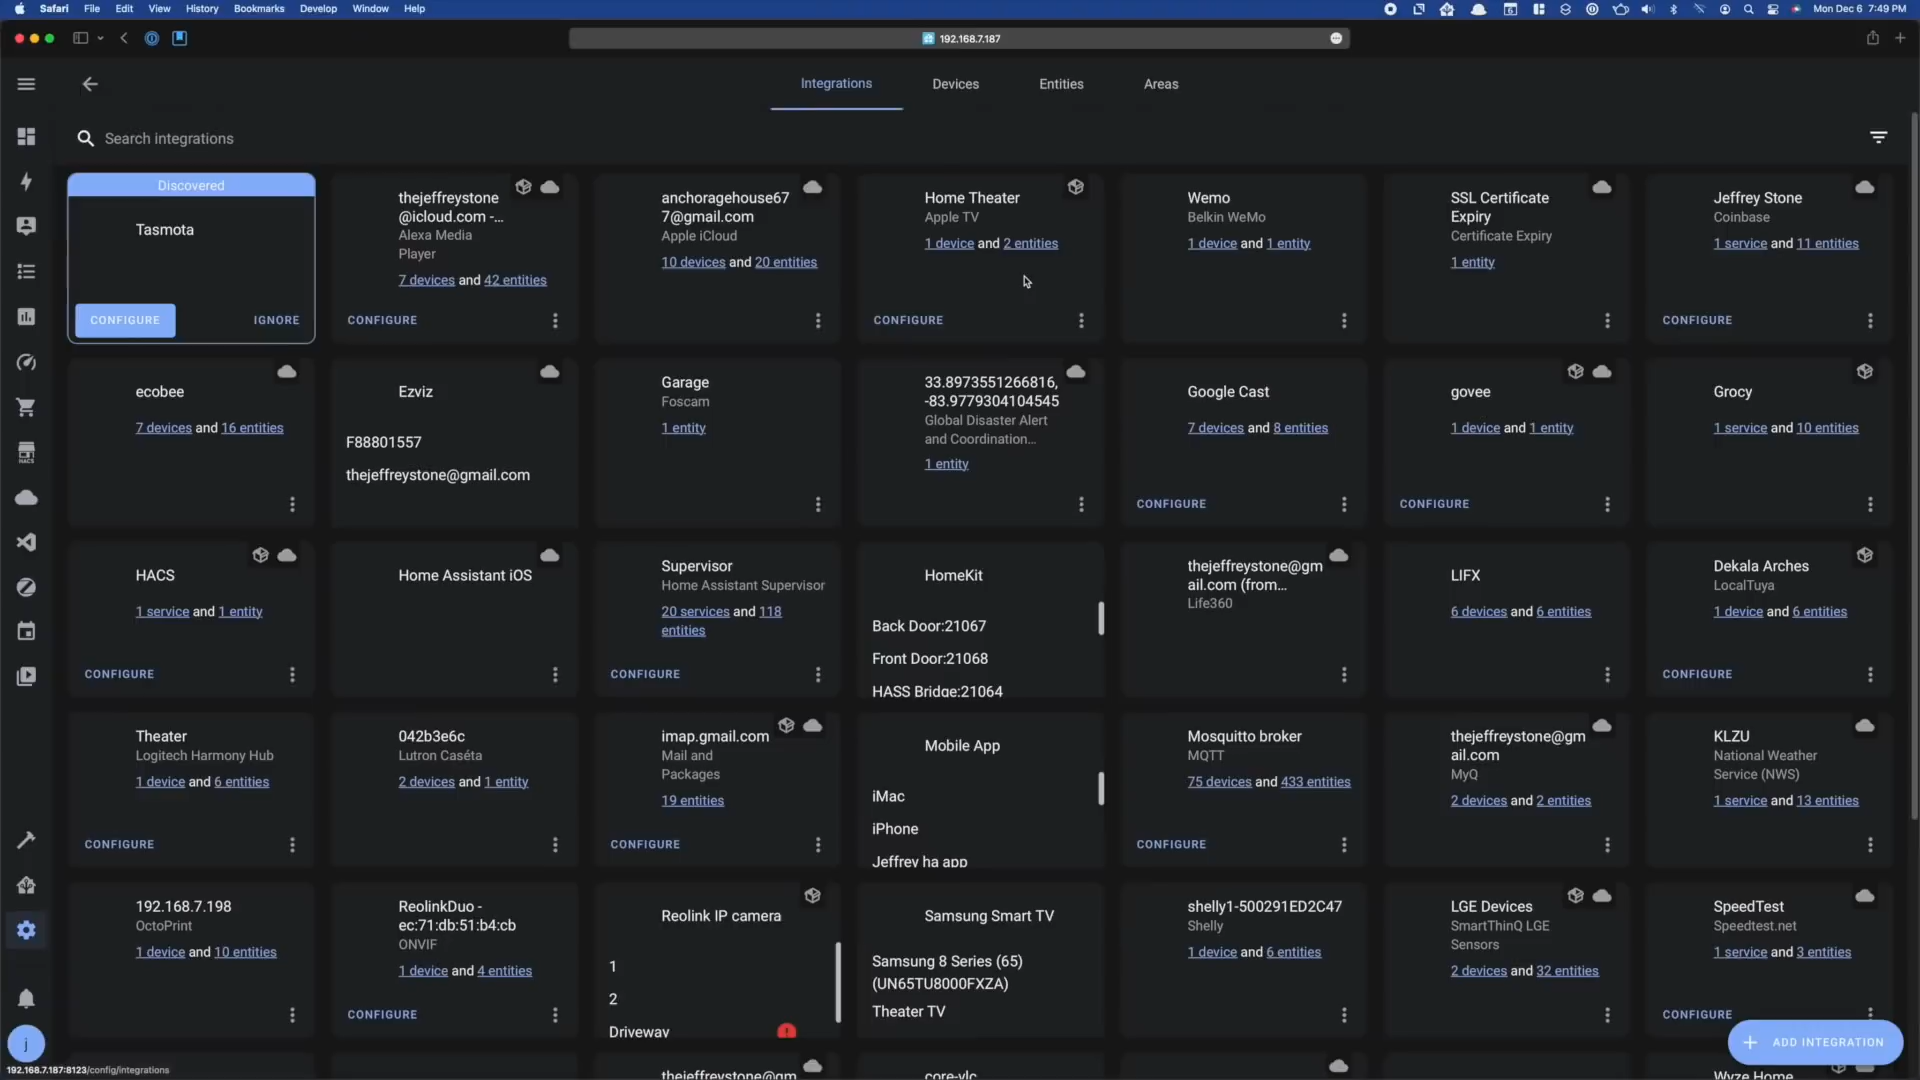 Safari File Edit View History Bookmarks Develop Window Help
Mon Dec 6 7:49 PM
192.168.7.187
Integrations Devices Entities Areas
Search integrations
Discovered
Tasmota
CONFIGURE IGNORE
thejeffreystone
@icloud.com -...
Alexa Media
Player
7 devices and 42 entities
CONFIGURE
anchoragehouse67
7@gmail.com
Apple iCloud
10 devices and 20 entities
Home Theater
Apple TV
1 device and 2 entities
CONFIGURE
Wemo
Belkin WeMo
1 device and 1 entity
SSL Certificate
Expiry
Certificate Expiry
1 entity
Jeffrey Stone
Coinbase
1 service and 11 entities
CONFIGURE
ecobee
7 devices and 16 entities
Ezviz
F88801557
thejeffreystone@gmail.com
Garage
Foscam
1 entity
33.8973551266816,
-83.9779304104545
Global Disaster Alert
and Coordination...
1 entity
Google Cast
7 devices and 8 entities
CONFIGURE
govee
1 device and 1 entity
CONFIGURE
Grocy
1 service and 10 entities
HACS
HACS
1 service and 1 entity
CONFIGURE
Home Assistant iOS
Supervisor
Home Assistant Supervisor
20 services and 118
entities
CONFIGURE
HomeKit
Back Door:21067
Front Door:21068
HASS Bridge:21064
thejeffreystone@gm
ail.com (from...
Life360
LIFX
6 devices and 6 entities
Dekala Arches
LocalTuya
1 device and 6 entities
CONFIGURE
Theater
Logitech Harmony Hub
1 device and 6 entities
CONFIGURE
042b3e6c
Lutron Caséta
2 devices and 1 entity
imap.gmail.com
Mail and
Packages
19 entities
CONFIGURE
Mobile App
iMac
iPhone
Jeffrey ha app
Mosquitto broker
MQTT
75 devices and 433 entities
CONFIGURE
thejeffreystone@gm
ail.com
MyQ
2 devices and 2 entities
KLZU
National Weather
Service (NWS)
1 service and 13 entities
192.168.7.198
OctoPrint
1 device and 10 entities
ReolinkDuo -
ec:71:db:51:b4:cb
ONVIF
1 device and 4 entities
CONFIGURE
Reolink IP camera
1
2
Driveway
Samsung Smart TV
Samsung 8 Series (65)
(UN65TU8000FXZA)
Theater TV
shelly1-500291ED2C47
Shelly
1 device and 6 entities
LGE Devices
SmartThinQ LGE
Sensors
2 devices and 32 entities
SpeedTest
Speedtest.net
1 service and 3 entities
CONFIGURE
+ ADD INTEGRATION
j
thejeffreystone@gm
core-vlc
Wyze Home
192.168.7.187:8123/config/integrations